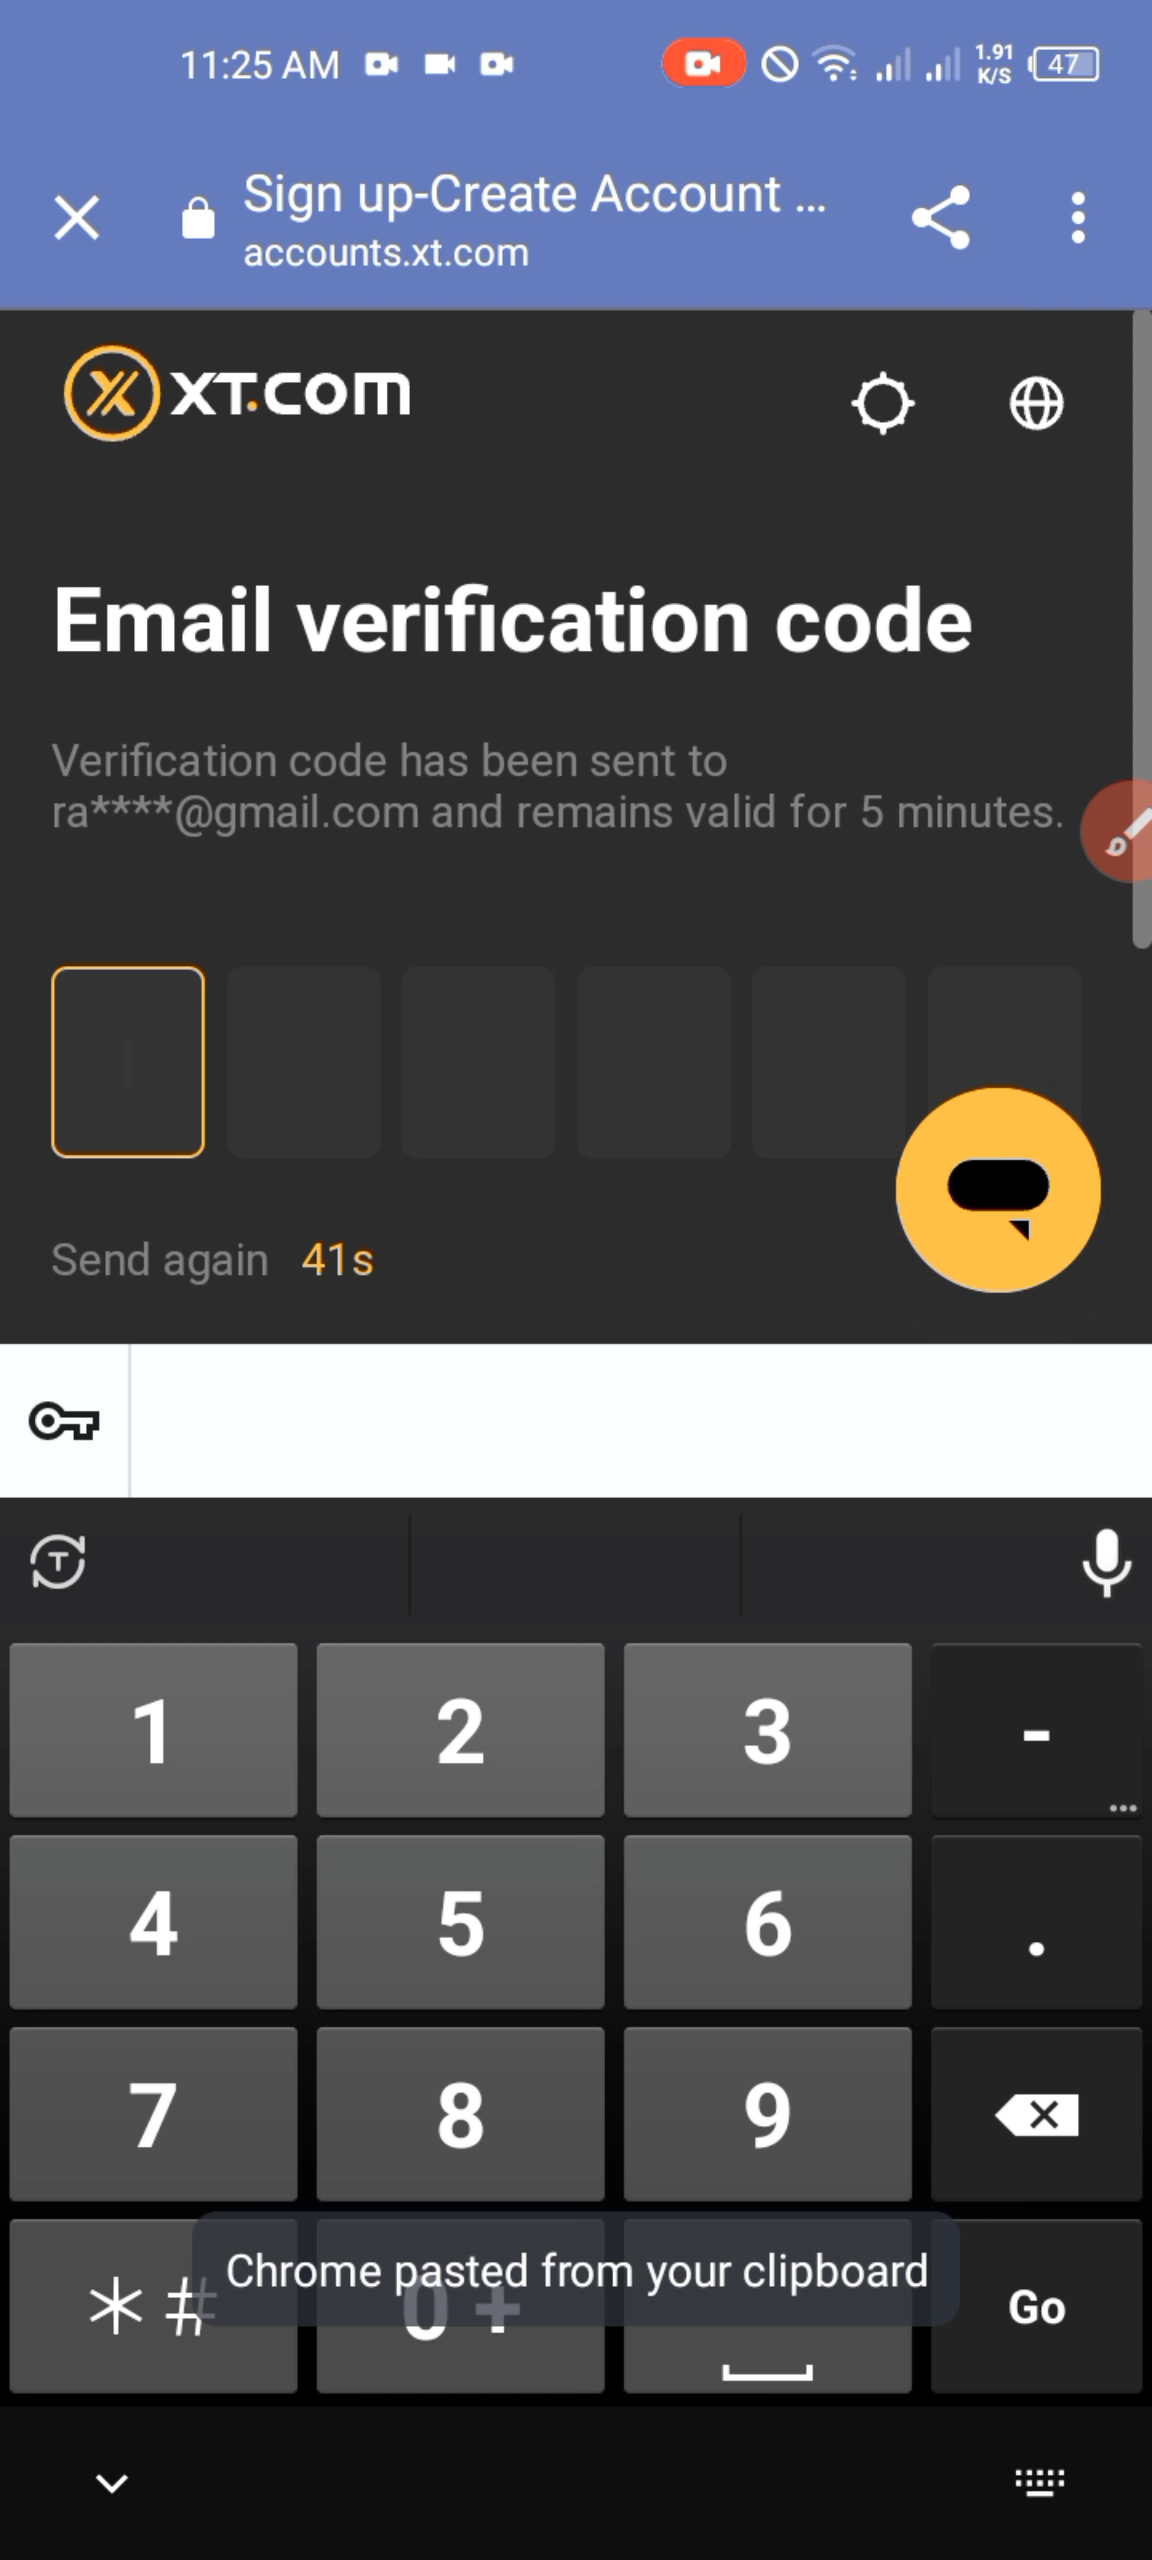 11:25 AM
1.91
K/S
47
Sign up-Create Account ...
accounts.xt.com
XT.COM
Email verification code
Verification code has been sent to
ra****@gmail.com and remains valid for 5 minutes.
Send again 41s
T
1 2 3 -
4 5 6 .
7 8 9
Chrome pasted from your clipboard
* # 0 + Go